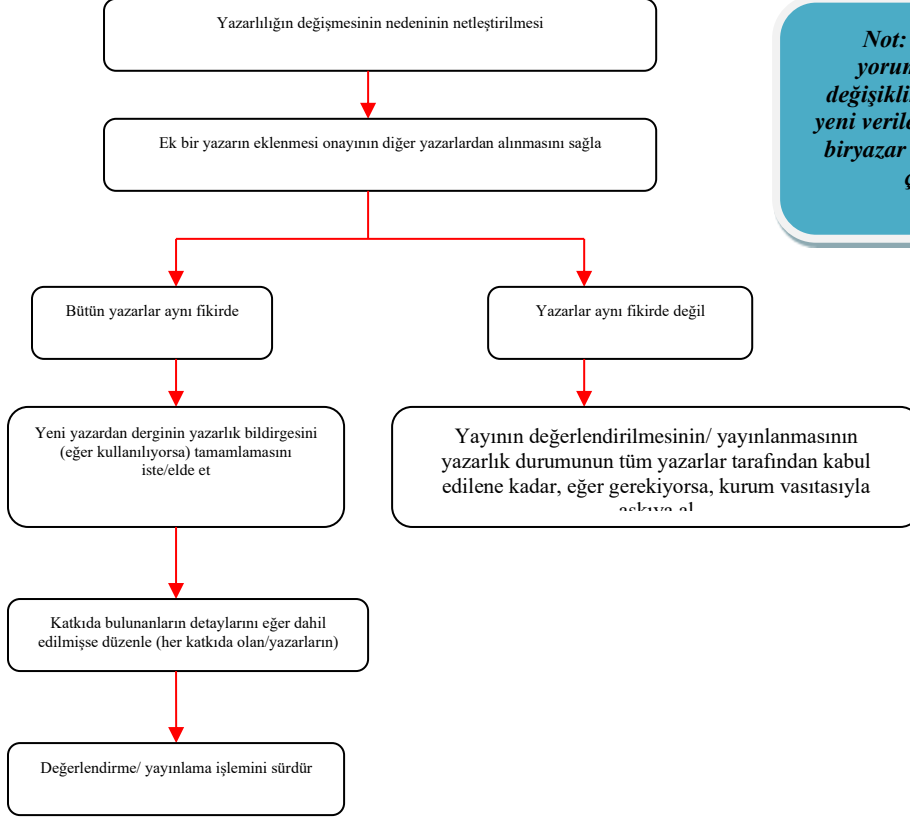 Yazarlılığın değişmesinin nedeninin netleştirilmesi
Not:
değişikli
yeni veril
biryazar
Ek bir yazarın eklenmesi onayının diğer yazarlardan alınmasını sağla
Bütün yazarlar aynı fikirde
Yazarlar aynı fikirde değil
Yeni yazardan derginin yazarlık bildirgesini
(eğer kullanılıyorsa) tamamlamasını
iste/elde et
Yayının değerlendirilmesinin/ yayınlanmasının
yazarlık durumunun tüm yazarlar tarafından kabul
edilene kadar, eğer gerekiyorsa, kurum vasıtasıyla
askıya al
Katkıda bulunanların detaylarını eğer dahil
edilmişse düzenle (her katkıda olan/yazarların)
Değerlendirme/ yayınlama işlemini sürdür